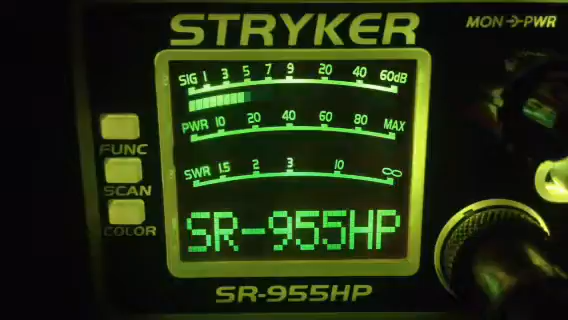 STRYKER
MON PWR
SIG 1 3 5 7 9 20 40 60dB
PWR 10 20 40 60 80 MAX
SWR 1.5 2 3 10 ∞
FUNC
SCAN
COLOR
SR-955HP
SR-955HP